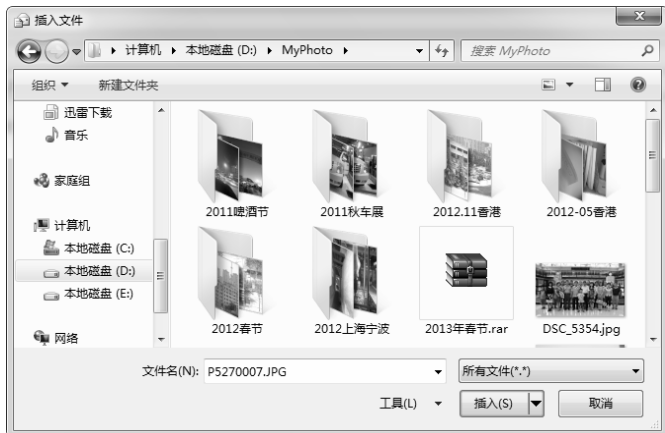 插入文件
计算机 ▸ 本地磁盘 (D:) ▸ MyPhoto ▸
搜索 MyPhoto
组织 新建文件夹
迅雷下载
音乐
家庭组
计算机
本地磁盘 (C:)
本地磁盘 (D:)
本地磁盘 (E:)
网络
2011啤酒节 2011秋车展 2012.11香港 2012-05香港
2012春节 2012上海宁波 2013年春节.rar DSC_5354.jpg
文件名(N): P5270007.JPG 所有文件(*.*)
工具(L) 插入(S) 取消